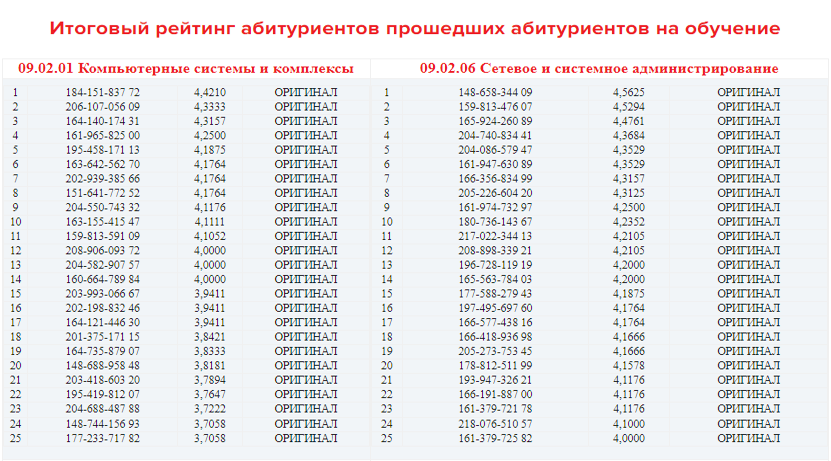 Итоговый рейтинг абитуриентов прошедших абитуриентов на обучение
09.02.01 Компьютерные системы и комплексы
1 184-151-837 72 4,4210 ОРИГИНАЛ
2 206-107-056 09 4,3333 ОРИГИНАЛ
3 164-140-174 31 4,3157 ОРИГИНАЛ
4 161-965-825 00 4,2500 ОРИГИНАЛ
5 195-458-171 13 4,1875 ОРИГИНАЛ
6 163-642-562 70 4,1764 ОРИГИНАЛ
7 202-939-385 66 4,1764 ОРИГИНАЛ
8 151-641-772 52 4,1764 ОРИГИНАЛ
9 204-550-743 32 4,1176 ОРИГИНАЛ
10 163-155-415 47 4,1111 ОРИГИНАЛ
11 159-813-591 09 4,1052 ОРИГИНАЛ
12 208-906-093 72 4,0000 ОРИГИНАЛ
13 204-582-907 57 4,0000 ОРИГИНАЛ
14 160-664-789 84 4,0000 ОРИГИНАЛ
15 203-993-066 67 3,9411 ОРИГИНАЛ
16 202-198-832 46 3,9411 ОРИГИНАЛ
17 164-121-446 30 3,9411 ОРИГИНАЛ
18 201-375-171 15 3,8421 ОРИГИНАЛ
19 164-735-879 07 3,8333 ОРИГИНАЛ
20 148-688-958 48 3,8181 ОРИГИНАЛ
21 203-418-603 20 3,7894 ОРИГИНАЛ
22 195-419-812 07 3,7647 ОРИГИНАЛ
23 204-688-487 88 3,7222 ОРИГИНАЛ
24 148-744-156 93 3,7058 ОРИГИНАЛ
25 177-233-717 82 3,7058 ОРИГИНАЛ
09.02.06 Сетевое и системное администрирование
1 148-658-344 09 4,5625 ОРИГИНАЛ
2 159-813-476 07 4,5294 ОРИГИНАЛ
3 165-924-260 89 4,4761 ОРИГИНАЛ
4 204-740-834 41 4,3684 ОРИГИНАЛ
5 204-086-579 47 4,3529 ОРИГИНАЛ
6 161-947-630 89 4,3529 ОРИГИНАЛ
7 166-356-834 99 4,3157 ОРИГИНАЛ
8 205-226-604 20 4,3125 ОРИГИНАЛ
9 161-974-732 97 4,2500 ОРИГИНАЛ
10 180-736-143 67 4,2352 ОРИГИНАЛ
11 217-022-344 13 4,2105 ОРИГИНАЛ
12 208-898-339 21 4,2105 ОРИГИНАЛ
13 196-728-119 19 4,2000 ОРИГИНАЛ
14 165-563-784 03 4,2000 ОРИГИНАЛ
15 177-588-279 43 4,1875 ОРИГИНАЛ
16 197-495-697 60 4,1764 ОРИГИНАЛ
17 166-577-438 16 4,1764 ОРИГИНАЛ
18 166-418-936 98 4,1666 ОРИГИНАЛ
19 205-273-753 45 4,1666 ОРИГИНАЛ
20 178-812-511 99 4,1578 ОРИГИНАЛ
21 193-947-326 21 4,1176 ОРИГИНАЛ
22 166-191-887 00 4,1176 ОРИГИНАЛ
23 161-379-721 78 4,1176 ОРИГИНАЛ
24 218-076-510 57 4,1000 ОРИГИНАЛ
25 161-379-725 82 4,0000 ОРИГИНАЛ